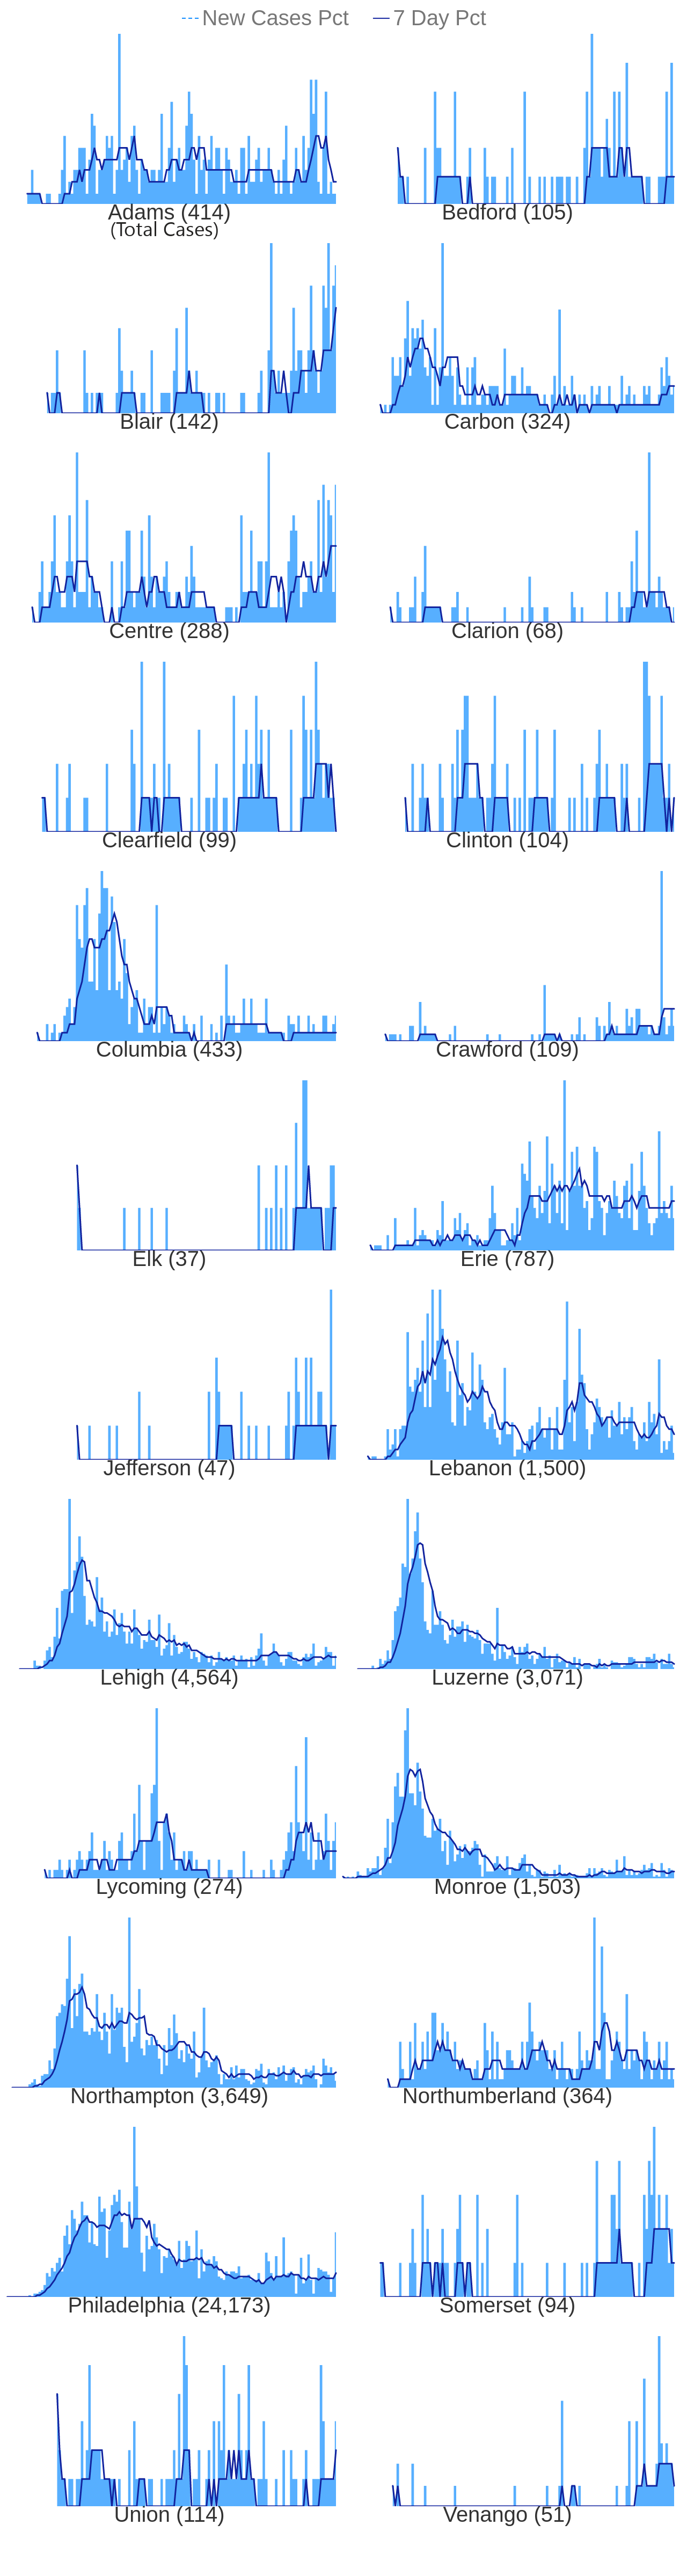 New Cases Pct 7 Day Pct
Adams (414) Bedford (105)
(Total Cases)
Blair (142) Carbon (324)
Centre (288) Clarion (68)
Clearfield (99) Clinton (104)
Columbia (433) Crawford (109)
Elk (37) Erie (787)
Jefferson (47) Lebanon (1,500)
Lehigh (4,564) Luzerne (3,071)
Lycoming (274) Monroe (1,503)
Northampton (3,649) Northumberland (364)
Philadelphia (24,173) Somerset (94)
Union (114) Venango (51)